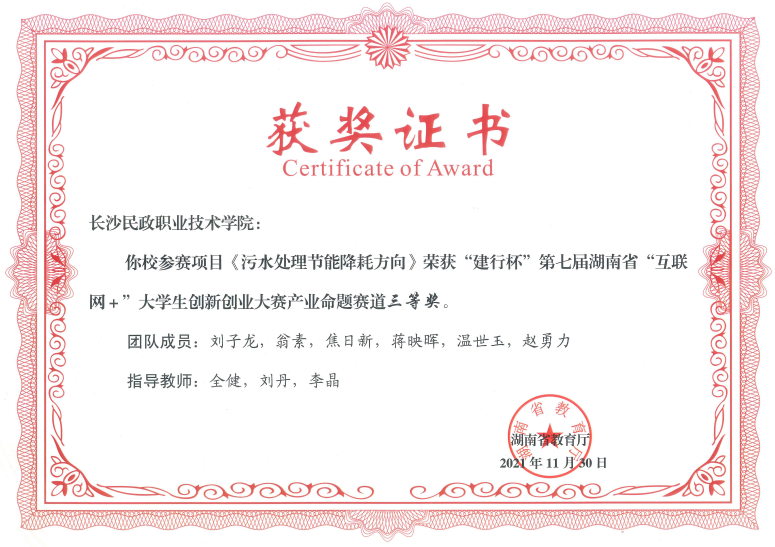 获奖证书
Certificate of Award
长沙民政职业技术学院：
你校参赛项目《污水处理节能降耗方向》荣获“建行杯”第七届湖南省“互联
网+”大学生创新创业大赛产业命题赛道三等奖。
团队成员：刘子龙，翁素，焦日新，蒋映晖，温世玉，赵勇力
指导教师：全健，刘丹，李晶
湖南省教育厅
湖南省教育厅
2021年11月30日